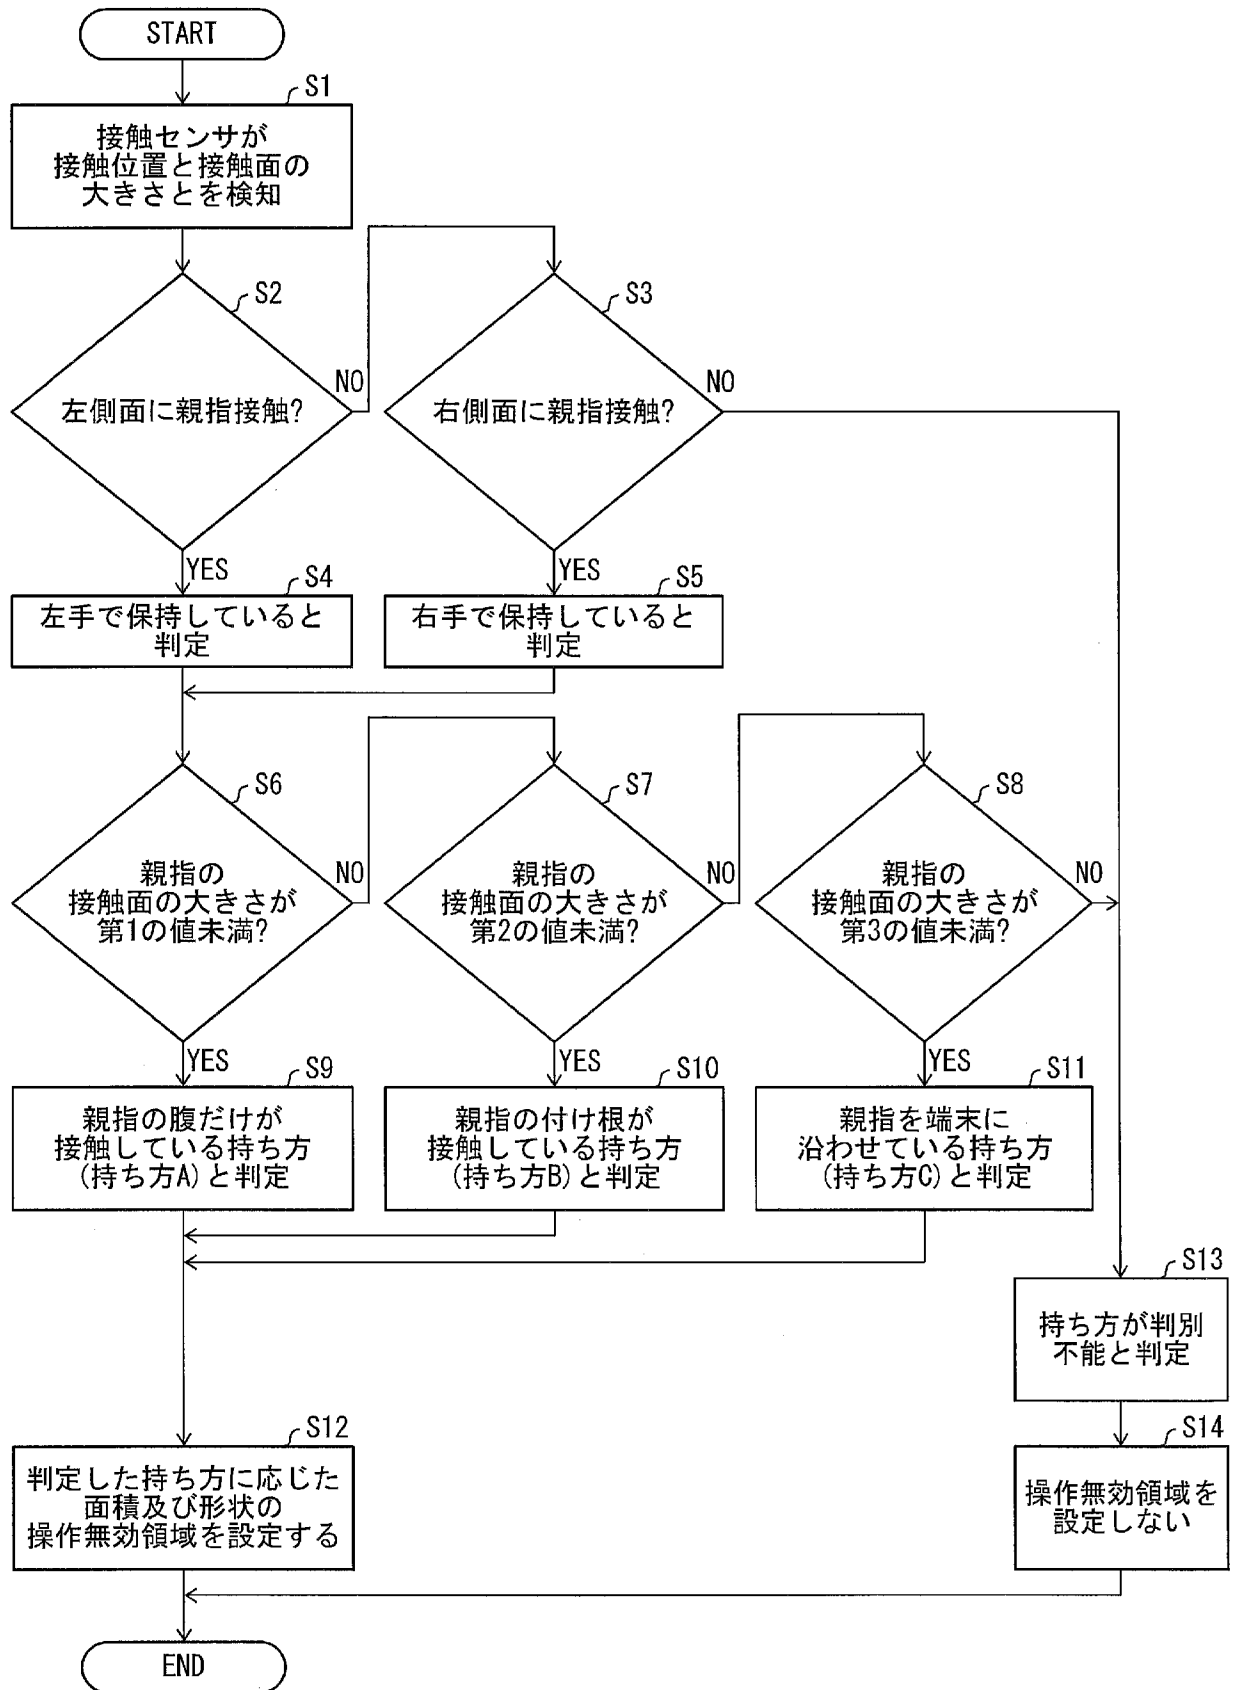 START
S1
接触センサが
接触位置と接触面の
大きさとを検知
S2
左側面に親指接触?
NO
YES
S3
右側面に親指接触?
NO
YES
S4
左手で保持していると
判定
S5
右手で保持していると
判定
S6
親指の
接触面の大きさが
第1の値未満?
NO
YES
S7
親指の
接触面の大きさが
第2の値未満?
NO
YES
S8
親指の
接触面の大きさが
第3の値未満?
NO
YES
S9
親指の腹だけが
接触している持ち方
(持ち方A)と判定
S10
親指の付け根が
接触している持ち方
(持ち方B)と判定
S11
親指を端末に
沿わせている持ち方
(持ち方C)と判定
S13
持ち方が判別
不能と判定
S12
判定した持ち方に応じた
面積及び形状の
操作無効領域を設定する
S14
操作無効領域を
設定しない
END